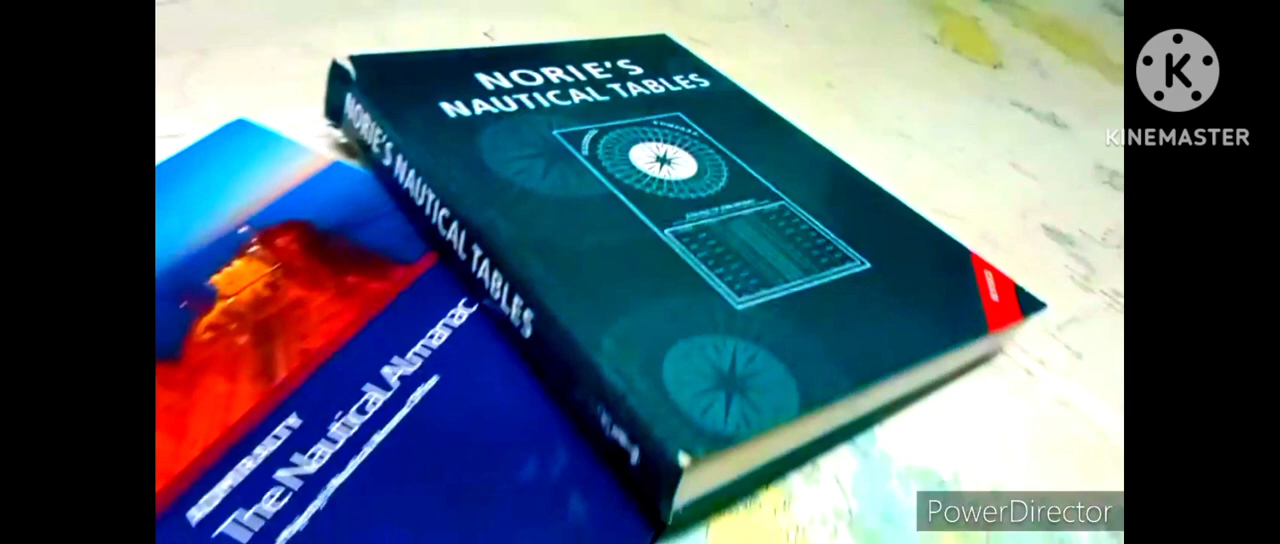 NORIE'S
NAUTICAL TABLES
NORIE'S NAUTICAL TABLES
The Nautical Almanac
K
KINEMASTER
PowerDirector